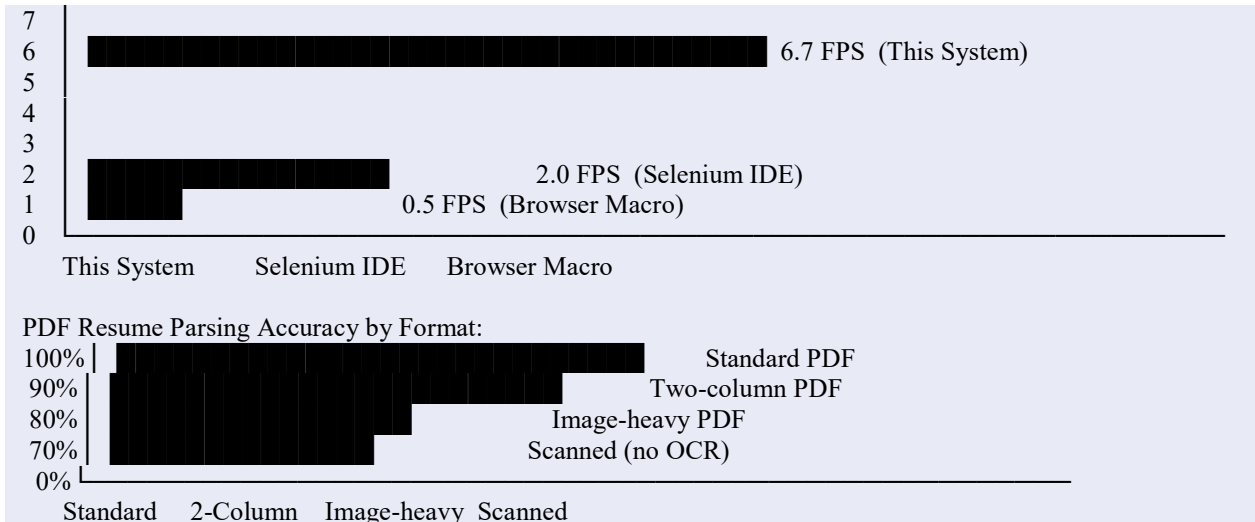 7
6 6.7 FPS (This System)
5
4
3
2 2.0 FPS (Selenium IDE)
1 0.5 FPS (Browser Macro)
0
This System Selenium IDE Browser Macro
PDF Resume Parsing Accuracy by Format:
100% Standard PDF
90% Two-column PDF
80% Image-heavy PDF
70% Scanned (no OCR)
0%
Standard 2-Column Image-heavy Scanned